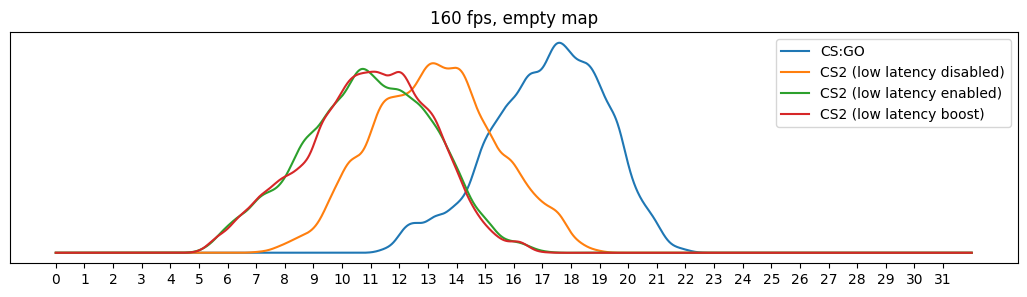 160 fps, empty map
CS:GO
CS2 (low latency disabled)
CS2 (low latency enabled)
CS2 (low latency boost)
0 1 2 3 4 5 6 7 8 9 10 11 12 13 14 15 16 17 18 19 20 21 22 23 24 25 26 27 28 29 30 31